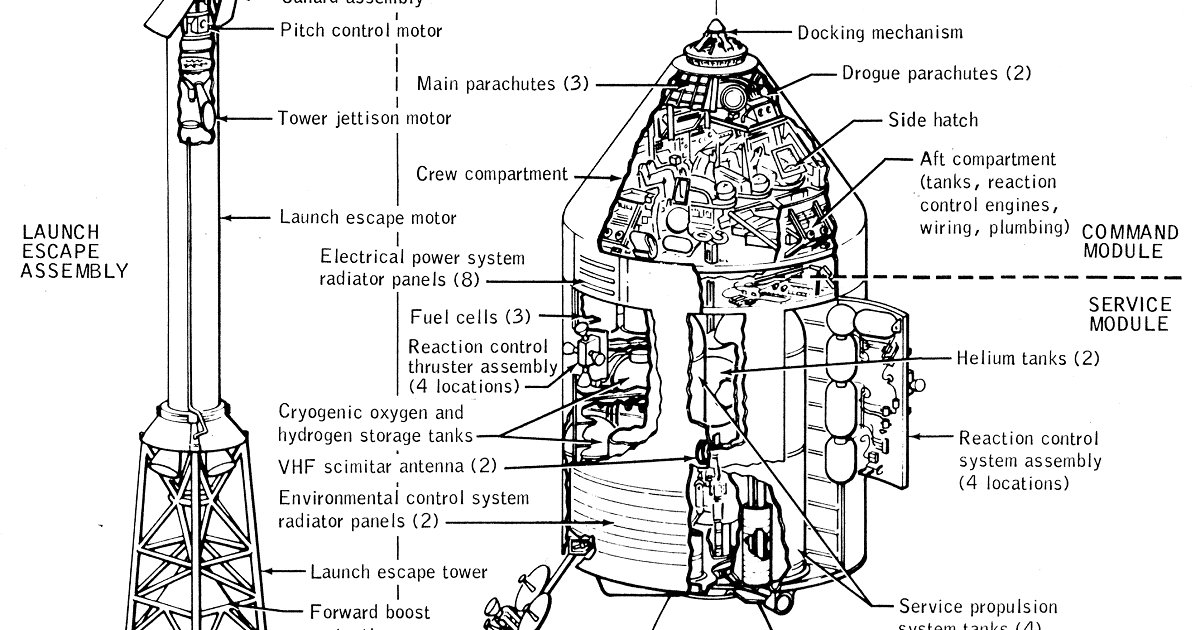 Canard assembly
Pitch control motor
Tower jettison motor
LAUNCH
ESCAPE
ASSEMBLY
Launch escape motor
Launch escape tower
Forward boost
Docking mechanism
Main parachutes (3)
Drogue parachutes (2)
Side hatch
Crew compartment
Aft compartment
(tanks, reaction
control engines,
wiring, plumbing)
COMMAND
MODULE
SERVICE
MODULE
Electrical power system
radiator panels (8)
Fuel cells (3)
Reaction control
thruster assembly
(4 locations)
Cryogenic oxygen and
hydrogen storage tanks
VHF scimitar antenna (2)
Environmental control system
radiator panels (2)
Helium tanks (2)
Reaction control
system assembly
(4 locations)
Service propulsion
system tanks (4)